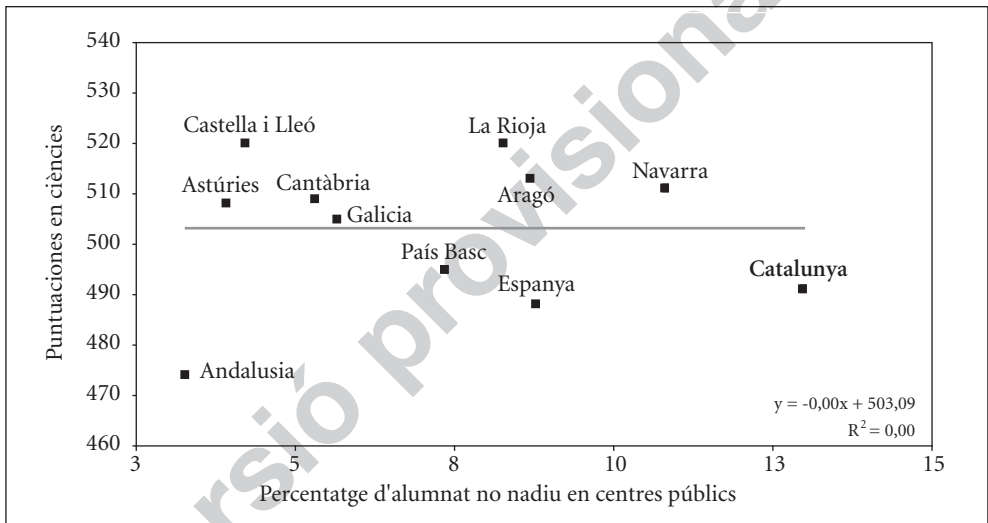 540
530
520
510
500
490
480
470
460
Puntuaciones en ciències
Castella i Lleó
La Rioja
Astúries
Cantàbria
Navarra
Aragó
Galicia
País Basc
Catalunya
Espanya
Andalusia
y = -0,00x + 503,09
R² = 0,00
3
5
8
10
13
15
Percentatge d'alumnat no nadiu en centres públics
rsió provisiona